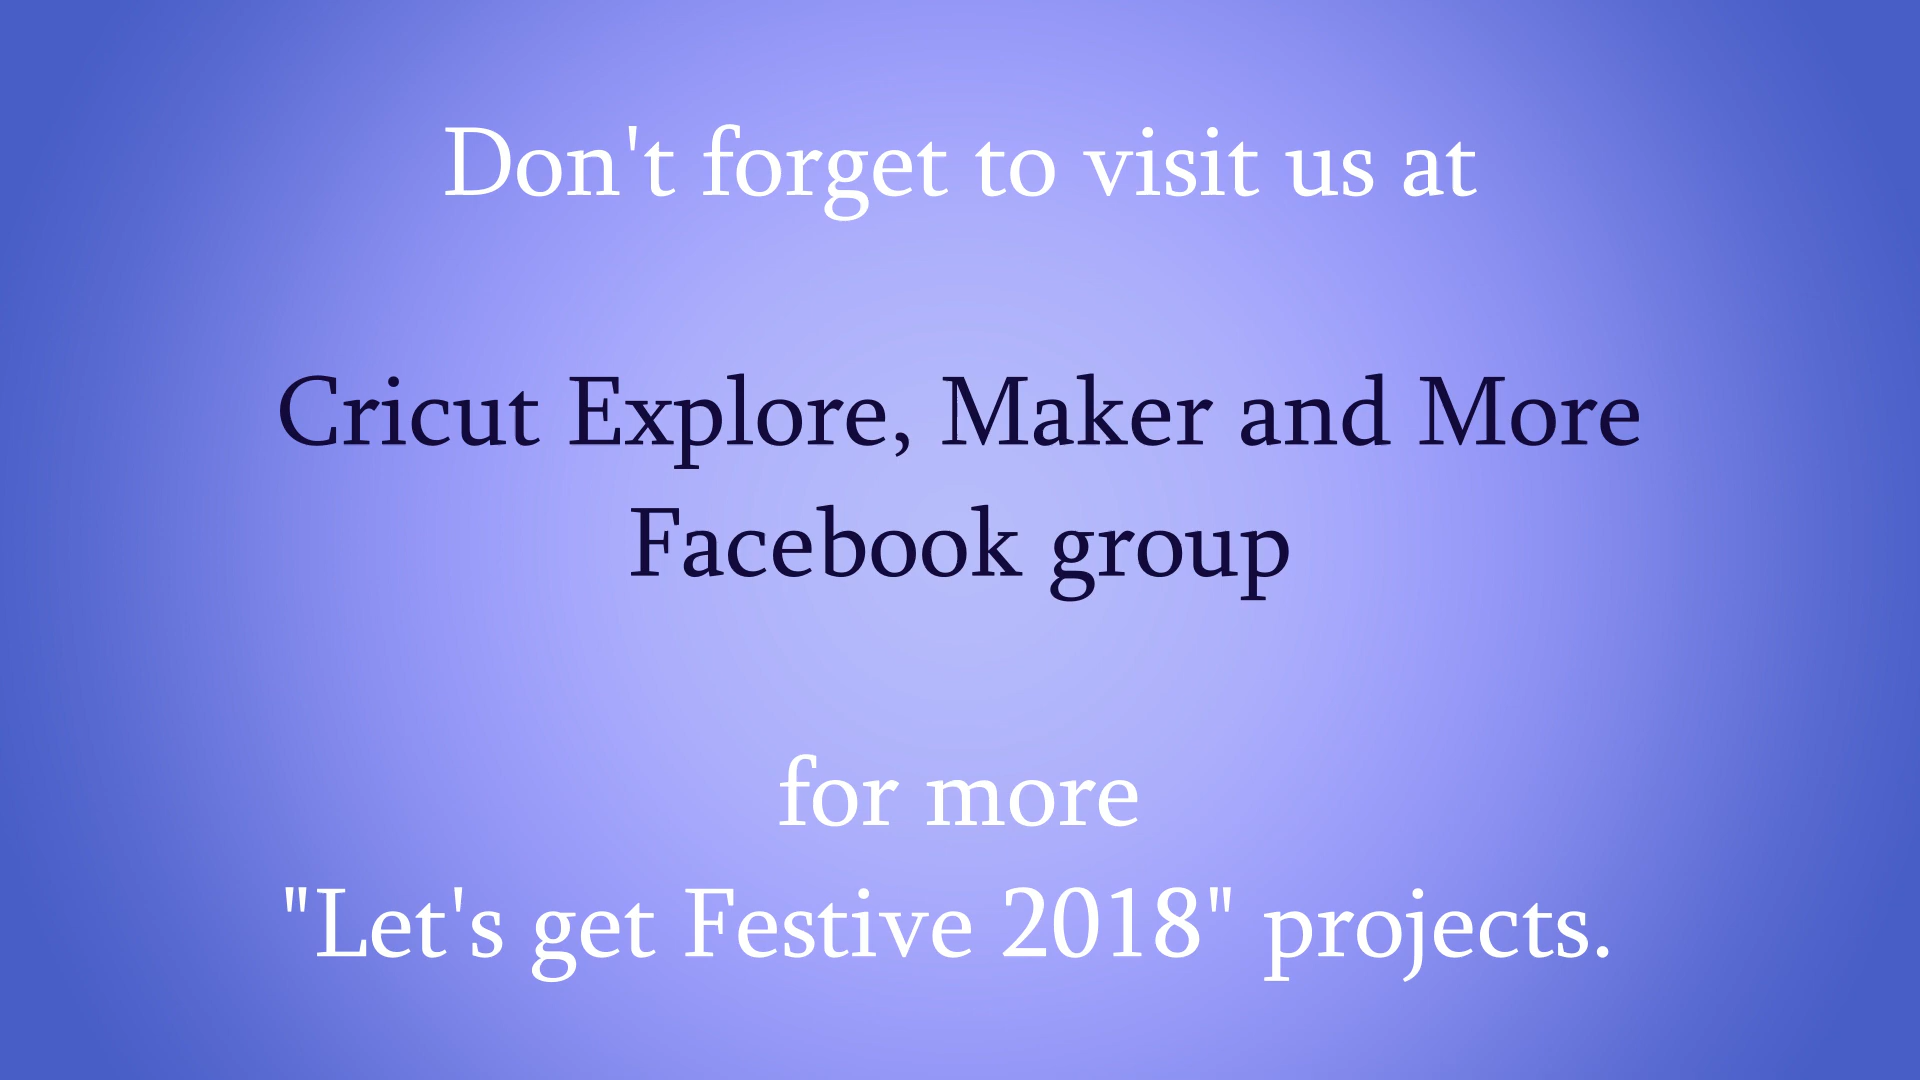 Don't forget to visit us at
Cricut Explore, Maker and More
Facebook group
for more
"Let's get Festive 2018" projects.